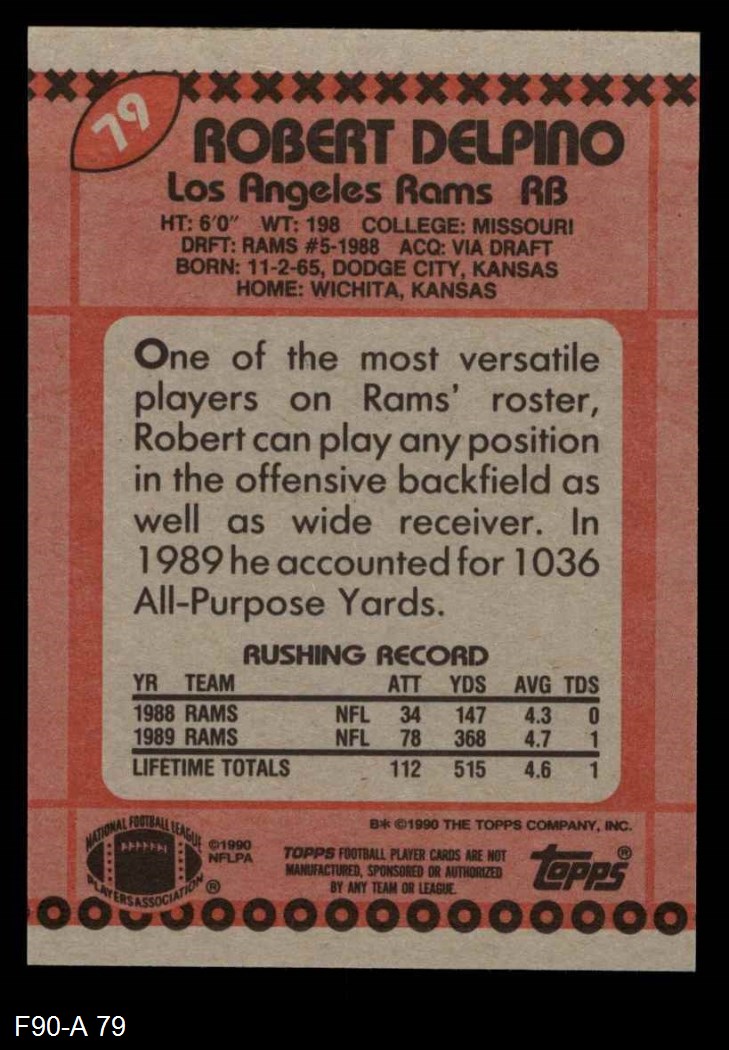 79
ROBERT DELPINO
Los Angeles Rams RB
HT: 6'0" WT: 198 COLLEGE: MISSOURI
DRFT: RAMS #5-1988 ACQ: VIA DRAFT
BORN: 11-2-65, DODGE CITY, KANSAS
HOME: WICHITA, KANSAS
One of the most versatile
players on Rams' roster,
Robert can play any position
in the offensive backfield as
well as wide receiver. In
1989 he accounted for 1036
All-Purpose Yards.
RUSHING RECORD
YR TEAM ATT YDS AVG TDS
1988 RAMS NFL 34 147 4.3 0
1989 RAMS NFL 78 368 4.7 1
LIFETIME TOTALS 112 515 4.6 1
B* ©1990 THE TOPPS COMPANY, INC.
NATIONAL FOOTBALL LEAGUE
PLAYERS ASSOCIATION ®
©1990
NFLPA
TOPPS FOOTBALL PLAYER CARDS ARE NOT
MANUFACTURED, SPONSORED OR AUTHORIZED
BY ANY TEAM OR LEAGUE.
topps®
F90-A 79